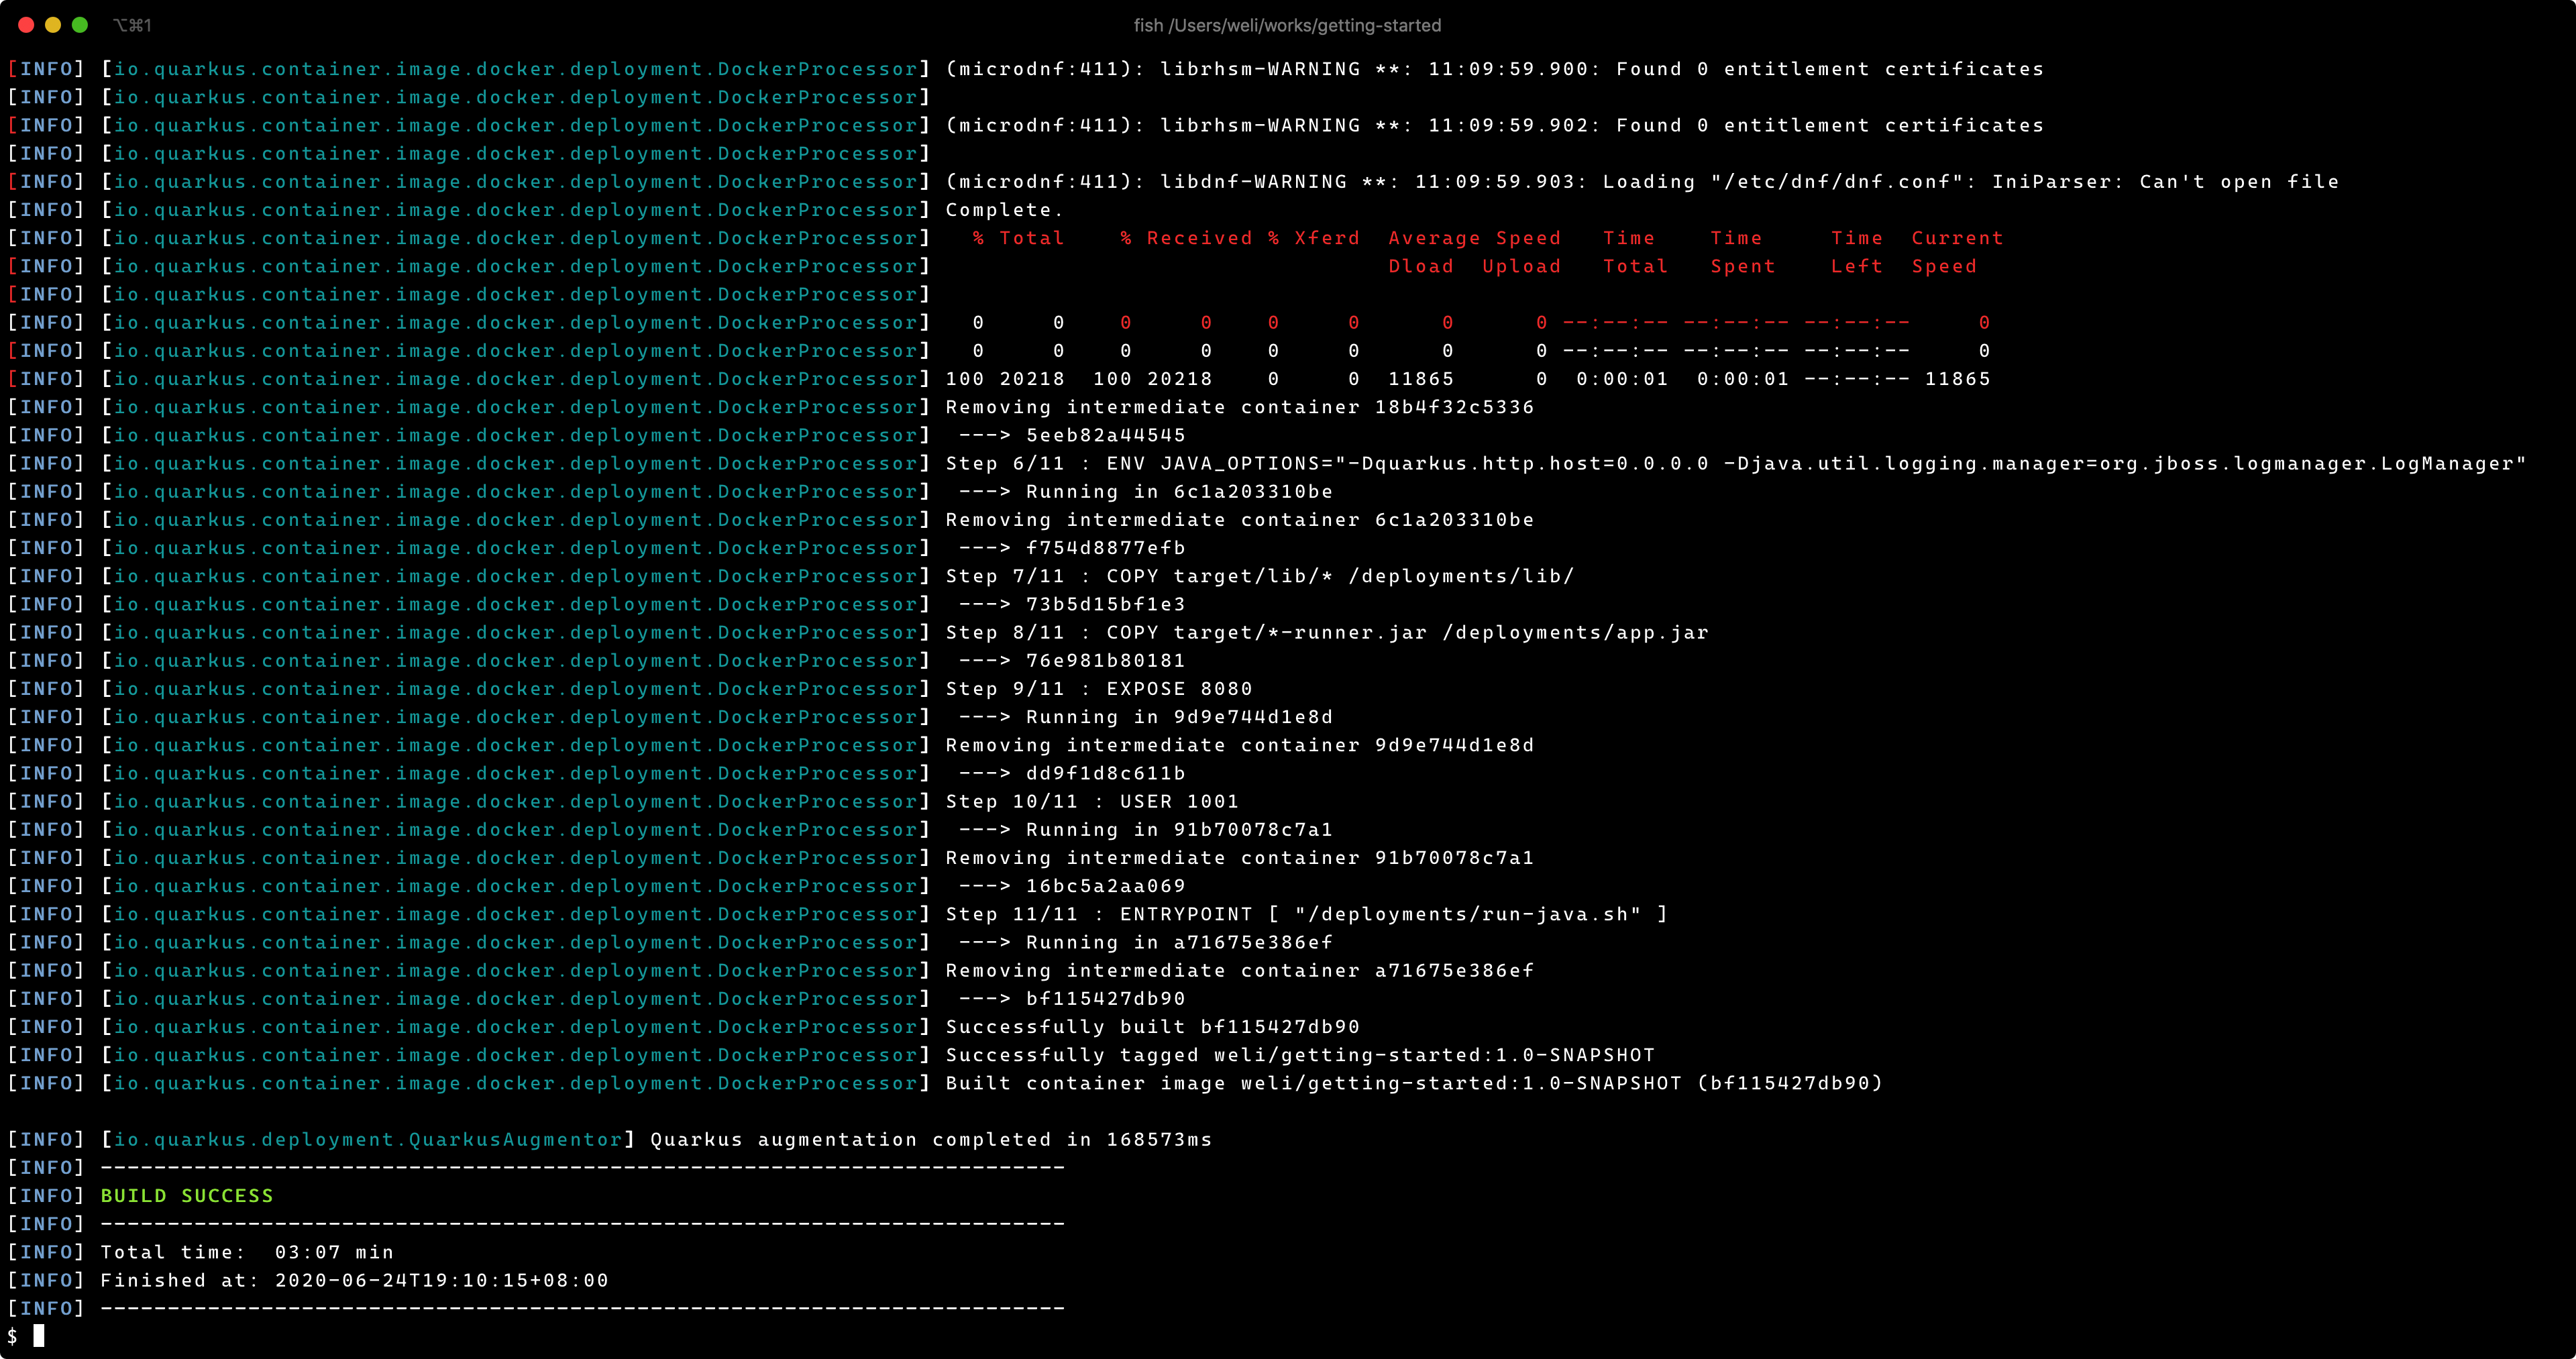 ⌥⌘1
fish /Users/weli/works/getting-started
[INFO] [io.quarkus.container.image.docker.deployment.DockerProcessor] (microdnf:411): librhsm-WARNING **: 11:09:59.900: Found 0 entitlement certificates
[INFO] [io.quarkus.container.image.docker.deployment.DockerProcessor]
[INFO] [io.quarkus.container.image.docker.deployment.DockerProcessor] (microdnf:411): librhsm-WARNING **: 11:09:59.902: Found 0 entitlement certificates
[INFO] [io.quarkus.container.image.docker.deployment.DockerProcessor]
[INFO] [io.quarkus.container.image.docker.deployment.DockerProcessor] (microdnf:411): libdnf-WARNING **: 11:09:59.903: Loading "/etc/dnf/dnf.conf": IniParser: Can't open file
[INFO] [io.quarkus.container.image.docker.deployment.DockerProcessor] Complete.
[INFO] [io.quarkus.container.image.docker.deployment.DockerProcessor]   % Total    % Received % Xferd  Average Speed   Time    Time     Time  Current
[INFO] [io.quarkus.container.image.docker.deployment.DockerProcessor]                                  Dload  Upload   Total   Spent    Left  Speed
[INFO] [io.quarkus.container.image.docker.deployment.DockerProcessor]
[INFO] [io.quarkus.container.image.docker.deployment.DockerProcessor]   0     0    0     0    0     0      0      0 --:--:-- --:--:-- --:--:--     0
[INFO] [io.quarkus.container.image.docker.deployment.DockerProcessor]   0     0    0     0    0     0      0      0 --:--:-- --:--:-- --:--:--     0
[INFO] [io.quarkus.container.image.docker.deployment.DockerProcessor] 100 20218  100 20218    0     0  11865      0  0:00:01  0:00:01 --:--:-- 11865
[INFO] [io.quarkus.container.image.docker.deployment.DockerProcessor] Removing intermediate container 18b4f32c5336
[INFO] [io.quarkus.container.image.docker.deployment.DockerProcessor]  ---> 5eeb82a44545
[INFO] [io.quarkus.container.image.docker.deployment.DockerProcessor] Step 6/11 : ENV JAVA_OPTIONS="-Dquarkus.http.host=0.0.0.0 -Djava.util.logging.manager=org.jboss.logmanager.LogManager"
[INFO] [io.quarkus.container.image.docker.deployment.DockerProcessor]  ---> Running in 6c1a203310be
[INFO] [io.quarkus.container.image.docker.deployment.DockerProcessor] Removing intermediate container 6c1a203310be
[INFO] [io.quarkus.container.image.docker.deployment.DockerProcessor]  ---> f754d8877efb
[INFO] [io.quarkus.container.image.docker.deployment.DockerProcessor] Step 7/11 : COPY target/lib/* /deployments/lib/
[INFO] [io.quarkus.container.image.docker.deployment.DockerProcessor]  ---> 73b5d15bf1e3
[INFO] [io.quarkus.container.image.docker.deployment.DockerProcessor] Step 8/11 : COPY target/*-runner.jar /deployments/app.jar
[INFO] [io.quarkus.container.image.docker.deployment.DockerProcessor]  ---> 76e981b80181
[INFO] [io.quarkus.container.image.docker.deployment.DockerProcessor] Step 9/11 : EXPOSE 8080
[INFO] [io.quarkus.container.image.docker.deployment.DockerProcessor]  ---> Running in 9d9e744d1e8d
[INFO] [io.quarkus.container.image.docker.deployment.DockerProcessor] Removing intermediate container 9d9e744d1e8d
[INFO] [io.quarkus.container.image.docker.deployment.DockerProcessor]  ---> dd9f1d8c611b
[INFO] [io.quarkus.container.image.docker.deployment.DockerProcessor] Step 10/11 : USER 1001
[INFO] [io.quarkus.container.image.docker.deployment.DockerProcessor]  ---> Running in 91b70078c7a1
[INFO] [io.quarkus.container.image.docker.deployment.DockerProcessor] Removing intermediate container 91b70078c7a1
[INFO] [io.quarkus.container.image.docker.deployment.DockerProcessor]  ---> 16bc5a2aa069
[INFO] [io.quarkus.container.image.docker.deployment.DockerProcessor] Step 11/11 : ENTRYPOINT [ "/deployments/run-java.sh" ]
[INFO] [io.quarkus.container.image.docker.deployment.DockerProcessor]  ---> Running in a71675e386ef
[INFO] [io.quarkus.container.image.docker.deployment.DockerProcessor] Removing intermediate container a71675e386ef
[INFO] [io.quarkus.container.image.docker.deployment.DockerProcessor]  ---> bf115427db90
[INFO] [io.quarkus.container.image.docker.deployment.DockerProcessor] Successfully built bf115427db90
[INFO] [io.quarkus.container.image.docker.deployment.DockerProcessor] Successfully tagged weli/getting-started:1.0-SNAPSHOT
[INFO] [io.quarkus.container.image.docker.deployment.DockerProcessor] Built container image weli/getting-started:1.0-SNAPSHOT (bf115427db90)
[INFO] [io.quarkus.deployment.QuarkusAugmentor] Quarkus augmentation completed in 168573ms
[INFO] ------------------------------------------------------------------------
[INFO] BUILD SUCCESS
[INFO] ------------------------------------------------------------------------
[INFO] Total time:  03:07 min
[INFO] Finished at: 2020-06-24T19:10:15+08:00
[INFO] ------------------------------------------------------------------------
$